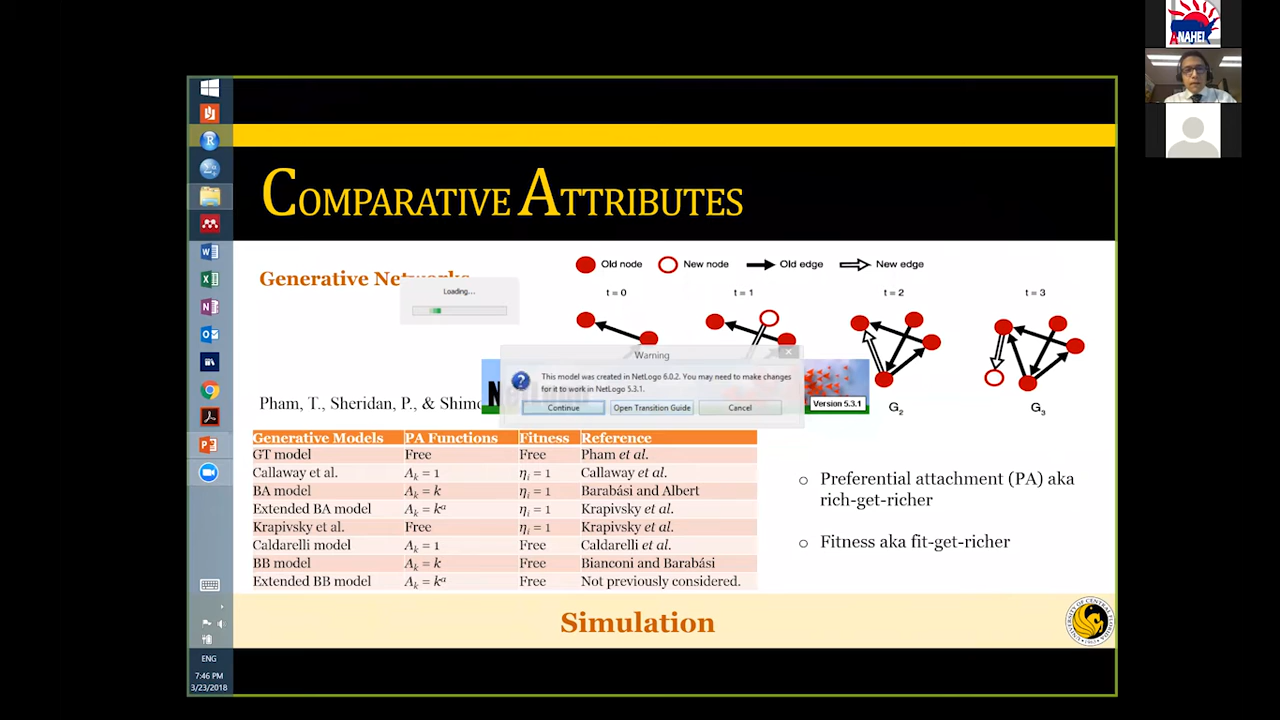 ANAHEI
COMPARATIVE ATTRIBUTES
Generative Networks
Old node New node Old edge New edge
Loading...
t = 0 t = 1 t = 2 t = 3
Warning
This model was created in NetLogo 6.0.2. You may need to make changes
for it to work in NetLogo 5.3.1.
Continue Open Transition Guide Cancel
Version 5.3.1
G2 G3
Pham, T., Sheridan, P., & Shimo
Generative Models PA Functions Fitness Reference
GT model Free Free Pham et al.
Callaway et al. Ak = 1 ηi = 1 Callaway et al.
BA model Ak = k ηi = 1 Barabási and Albert
Extended BA model Ak = kα ηi = 1 Krapivsky et al.
Krapivsky et al. Free ηi = 1 Krapivsky et al.
Caldarelli model Ak = 1 Free Caldarelli et al.
BB model Ak = k Free Bianconi and Barabási
Extended BB model Ak = kα Free Not previously considered.
Preferential attachment (PA) aka
rich-get-richer
Fitness aka fit-get-richer
Simulation
UNIVERSITY OF CENTRAL FLORIDA
ENG
7:46 PM
3/23/2018